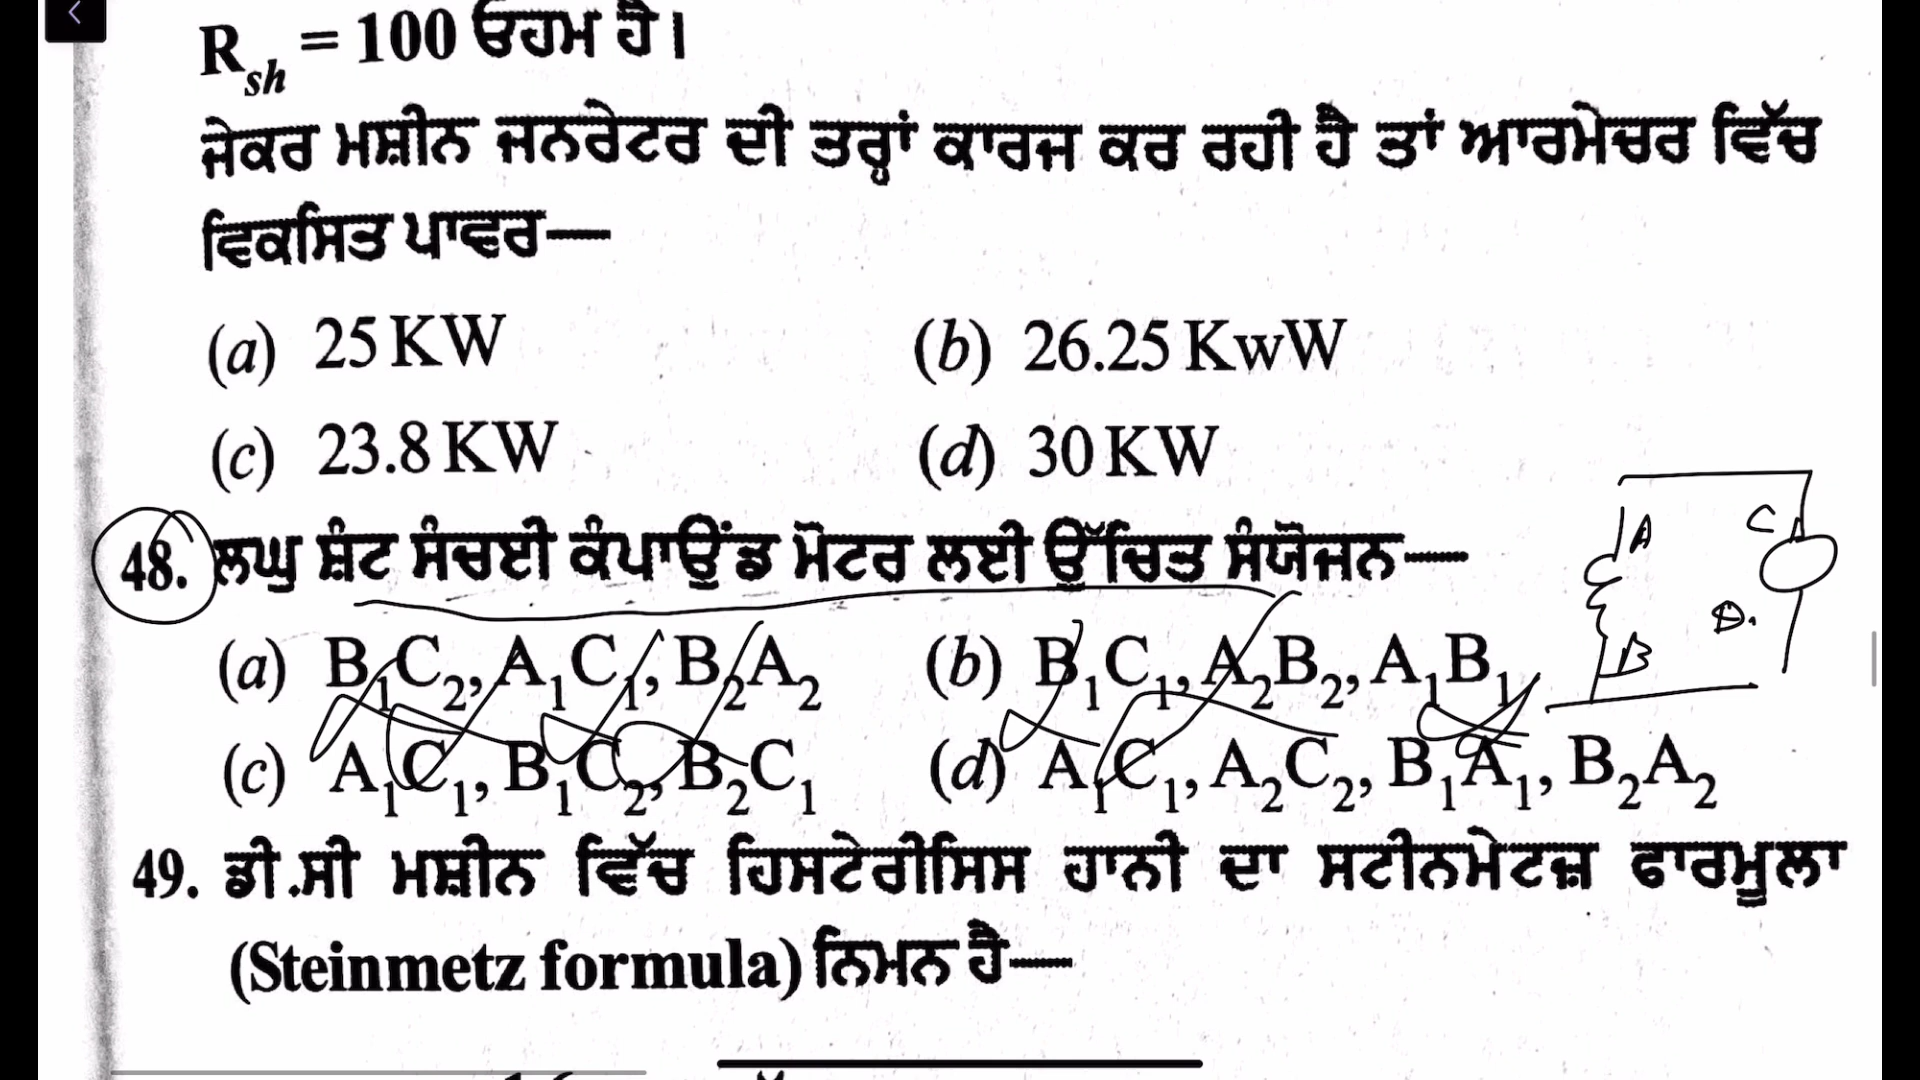 R_sh = 100 ਓਹਮ ਹੈ।
ਜੇਕਰ ਮਸ਼ੀਨ ਜਨਰੇਟਰ ਦੀ ਤਰ੍ਹਾਂ ਕਾਰਜ ਕਰ ਰਹੀ ਹੈ ਤਾਂ ਆਰਮੇਚਰ ਵਿੱਚ
ਵਿਕਸਿਤ ਪਾਵਰ—
(a) 25 KW (b) 26.25 KwW
(c) 23.8 KW (d) 30 KW
48. ਲਘੁ ਸ਼ੰਟ ਸੰਚਈ ਕੰਪਾਉਂਡ ਮੋਟਰ ਲਈ ਉੱਚਿਤ ਸੰਯੋਜਨ—
A C
B D.
(a) B₁C₂, A₁C₁, B₂A₂ (b) B₁C₁, A₂B₂, A₁B₁
(c) A₁C₁, B₁C₂, B₂C₁ (d) A₁C₁, A₂C₂, B₁A₁, B₂A₂
49. ਡੀ.ਸੀ ਮਸ਼ੀਨ ਵਿੱਚ ਹਿਸਟੇਰੀਸਿਸ ਹਾਨੀ ਦਾ ਸਟੀਨਮੇਟਜ਼ ਫਾਰਮੂਲਾ
(Steinmetz formula) ਨਿਮਨ ਹੈ—